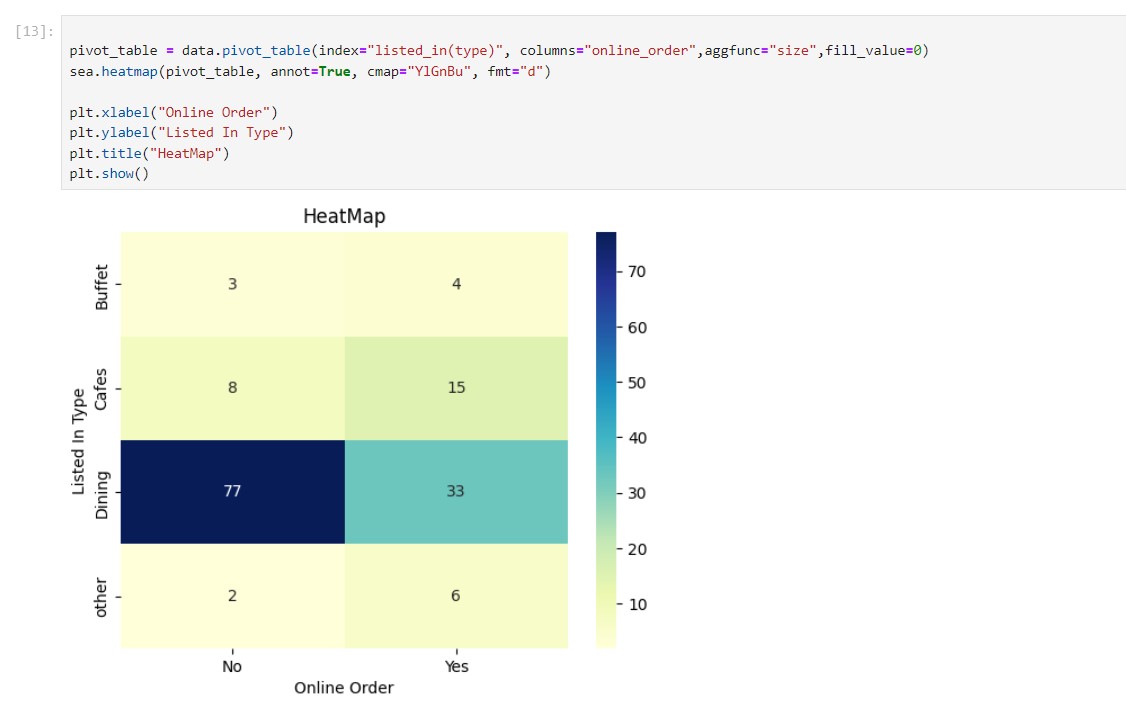 [13]:
pivot_table = data.pivot_table(index="listed_in(type)", columns="online_order",aggfunc="size",fill_value=0)
sea.heatmap(pivot_table, annot=True, cmap="YlGnBu", fmt="d")
plt.xlabel("Online Order")
plt.ylabel("Listed In Type")
plt.title("HeatMap")
plt.show()
HeatMap
Listed In Type
Buffet
3 4
Cafes
8 15
Dining
77 33
other
2 6
No Yes
Online Order
70
60
50
40
30
20
10